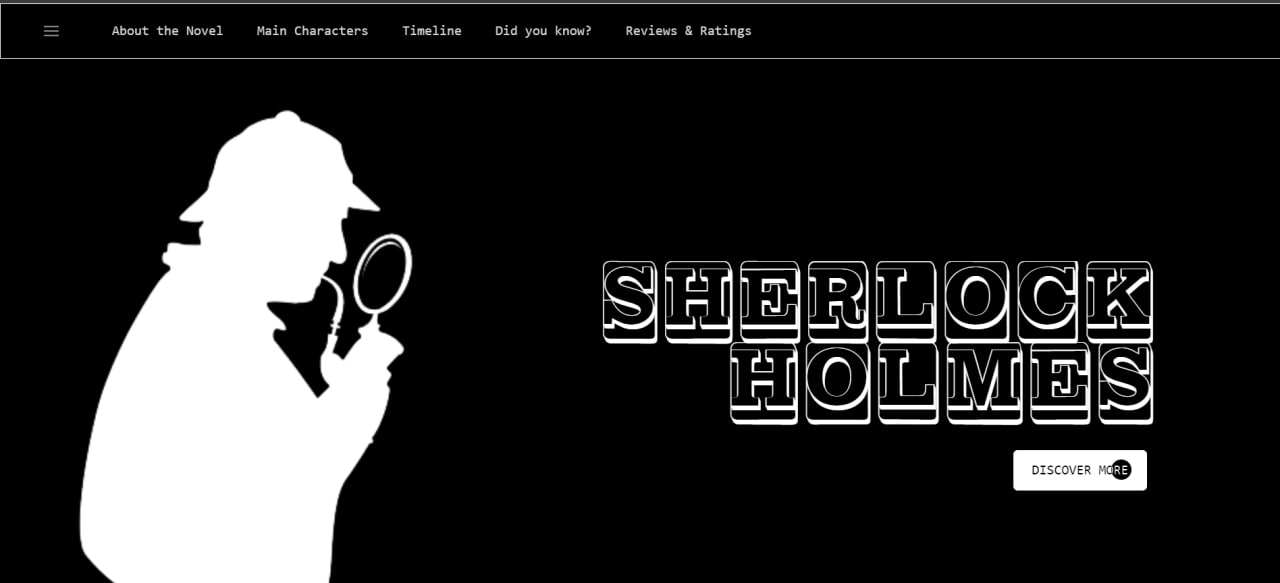 About the Novel Main Characters Timeline Did you know? Reviews & Ratings
SHERLOCK
HOLMES
DISCOVER MORE